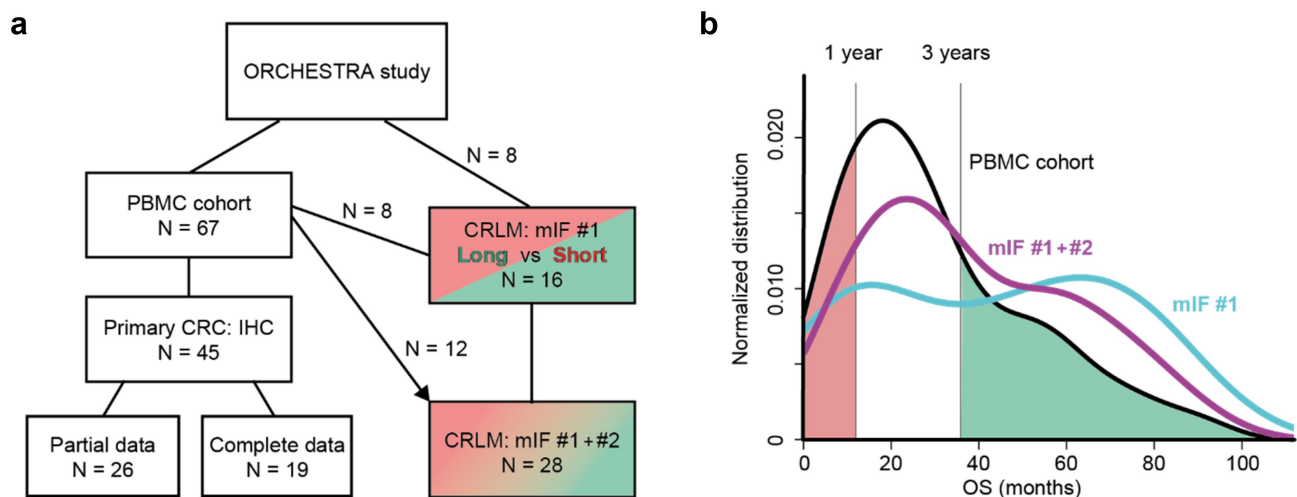 a
ORCHESTRA study
N = 8
PBMC cohort
N = 67
N = 8
CRLM: mIF #1
Long vs Short
N = 16
Primary CRC: IHC
N = 45
N = 12
Partial data
N = 26
Complete data
N = 19
CRLM: mIF #1+#2
N = 28
b
1 year
3 years
PBMC cohort
mIF #1+#2
mIF #1
Normalized distribution
0.020
0.010
0
0
20
40
60
80
100
OS (months)